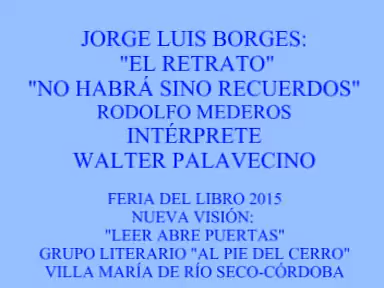 JORGE LUIS BORGES:
"EL RETRATO"
"NO HABRÁ SINO RECUERDOS"
RODOLFO MEDEROS
INTÉRPRETE
WALTER PALAVECINO
FERIA DEL LIBRO 2015
NUEVA VISIÓN:
"LEER ABRE PUERTAS"
GRUPO LITERARIO "AL PIE DEL CERRO"
VILLA MARÍA DE RÍO SECO-CÓRDOBA